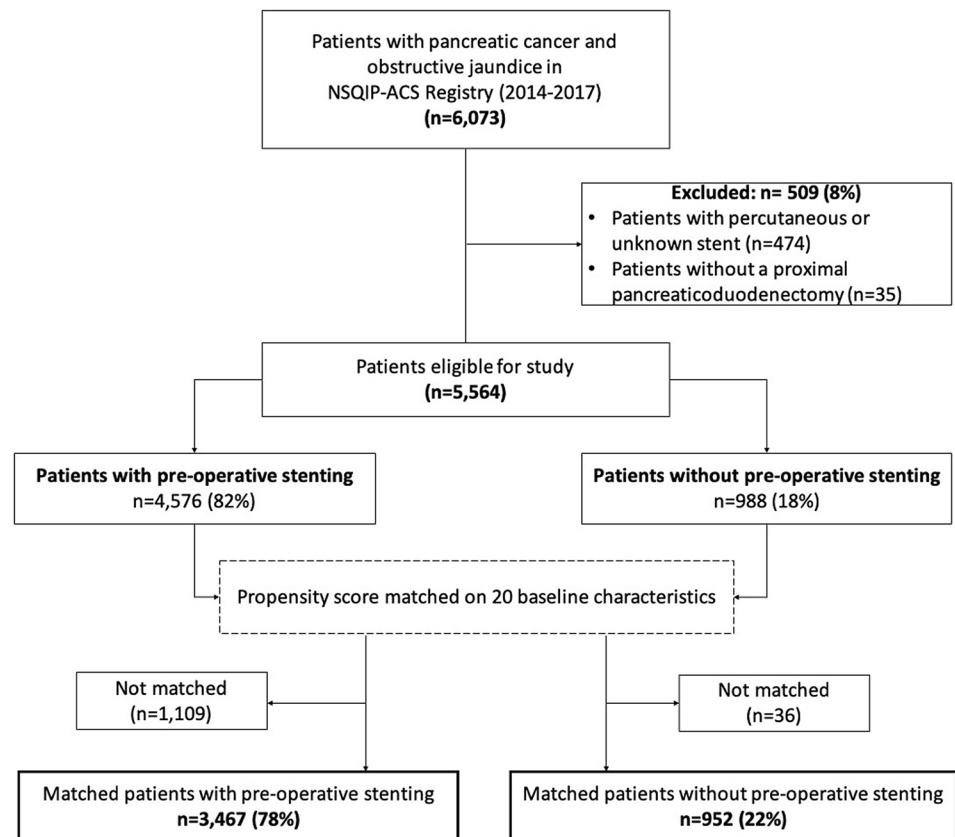 Patients with pancreatic cancer and
obstructive jaundice in
NSQIP-ACS Registry (2014-2017)
(n=6,073)
Excluded: n= 509 (8%)
• Patients with percutaneous or
unknown stent (n=474)
• Patients without a proximal
pancreaticoduodenectomy (n=35)
Patients eligible for study
(n=5,564)
Patients with pre-operative stenting
n=4,576 (82%)
Patients without pre-operative stenting
n=988 (18%)
Propensity score matched on 20 baseline characteristics
Not matched
(n=1,109)
Not matched
(n=36)
Matched patients with pre-operative stenting
n=3,467 (78%)
Matched patients without pre-operative stenting
n=952 (22%)